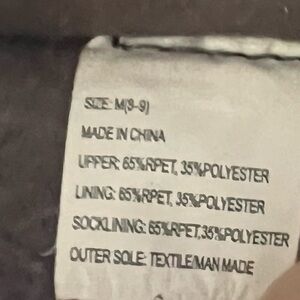 SIZE: M(8-9)
MADE IN CHINA
UPPER: 65%RPET, 35%POLYESTER
LINING: 65%RPET, 35%POLYESTER
SOCKLINING: 65%RPET,35%POLYESTER
OUTER SOLE: TEXTILE/MAN MADE